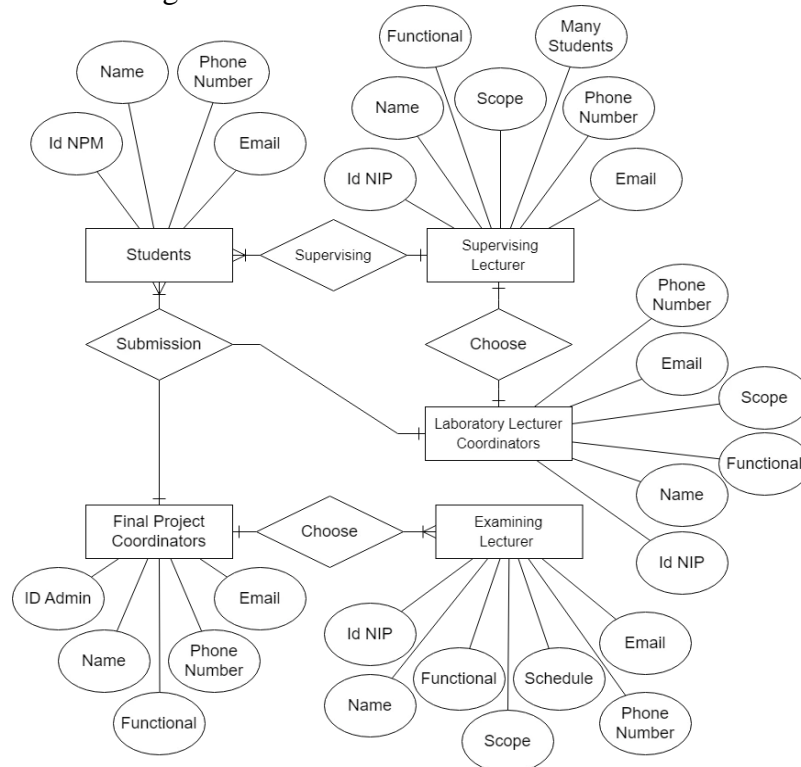 Functional
Many
Students
Name
Phone
Number
Name
Scope
Phone
Number
Id NPM
Email
Id NIP
Email
Students
Supervising
Supervising
Lecturer
Phone
Number
Submission
Choose
Email
Scope
Laboratory Lecturer
Coordinators
Functional
Name
Final Project
Coordinators
Choose
Examining
Lecturer
Id NIP
ID Admin
Email
Name
Phone
Number
Functional
Id NIP
Name
Functional
Schedule
Email
Scope
Phone
Number